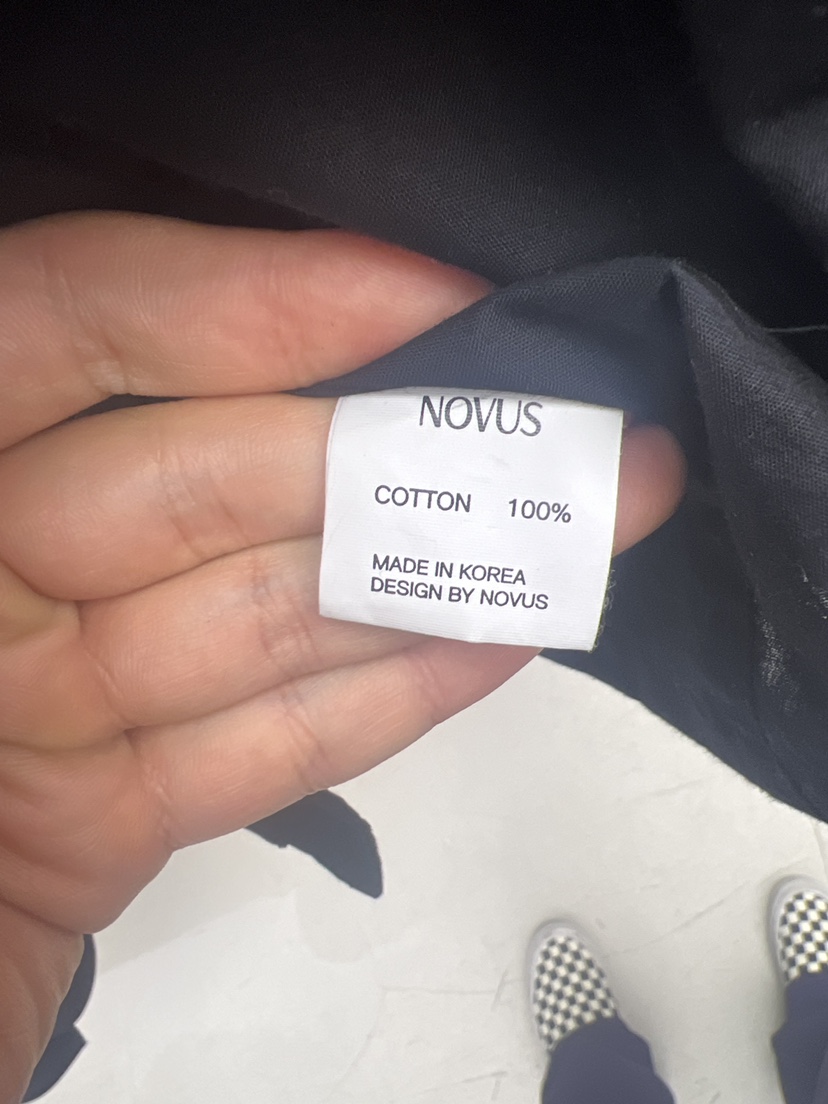 NOVUS
COTTON 100%
MADE IN KOREA
DESIGN BY NOVUS